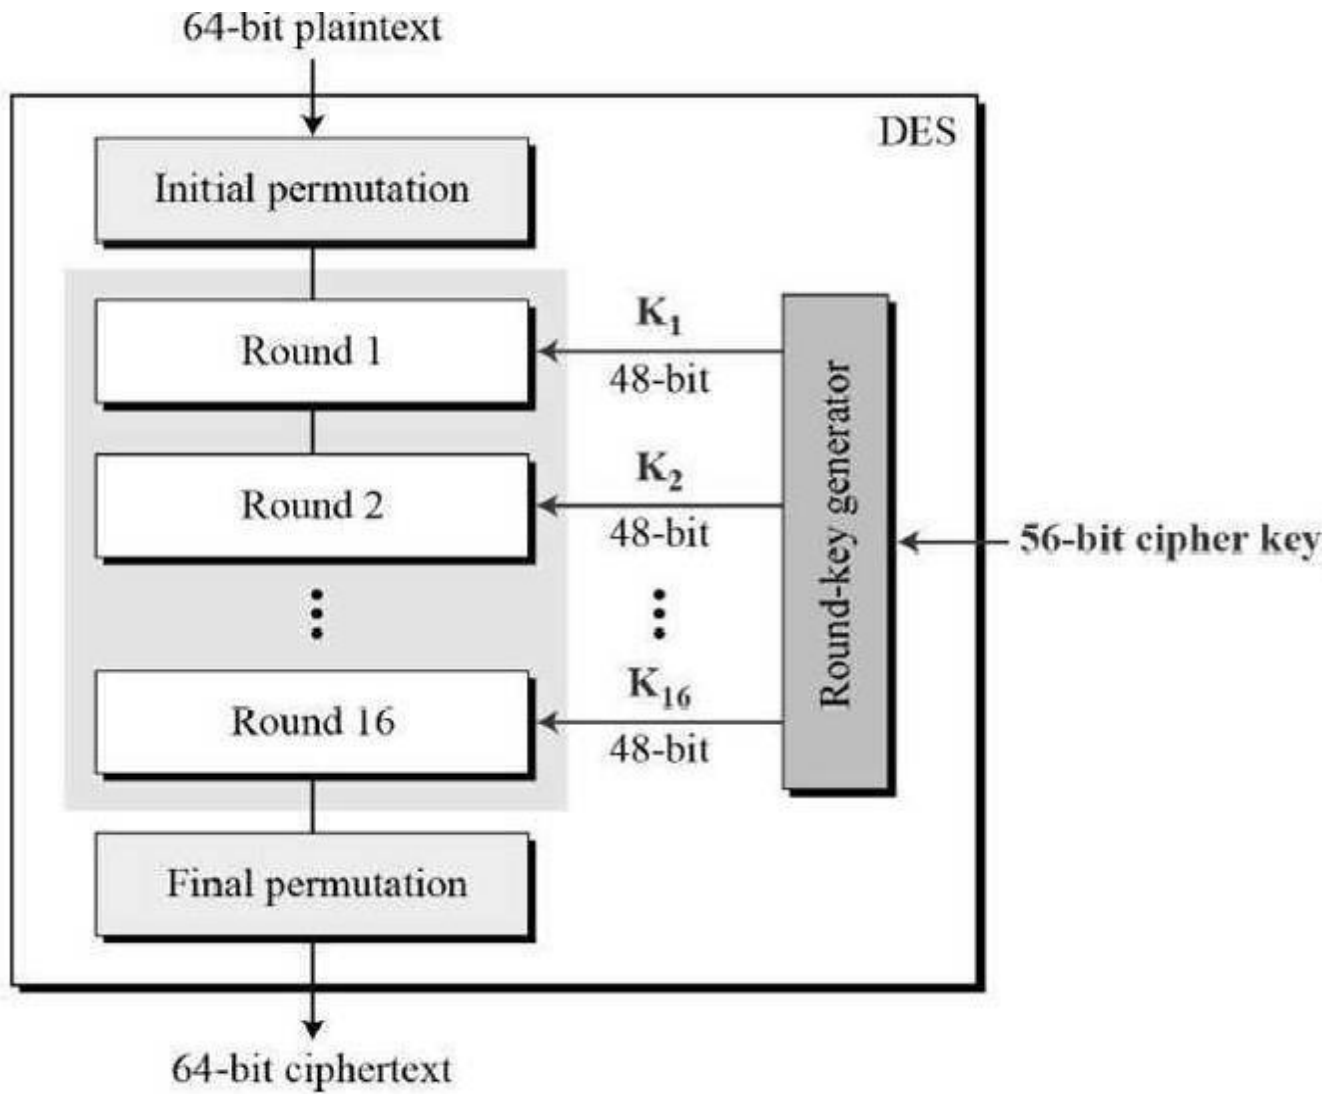 64-bit plaintext
DES
Initial permutation
Round 1
K1
48-bit
Round 2
K2
48-bit
Round-key generator
56-bit cipher key
Round 16
K16
48-bit
Final permutation
64-bit ciphertext